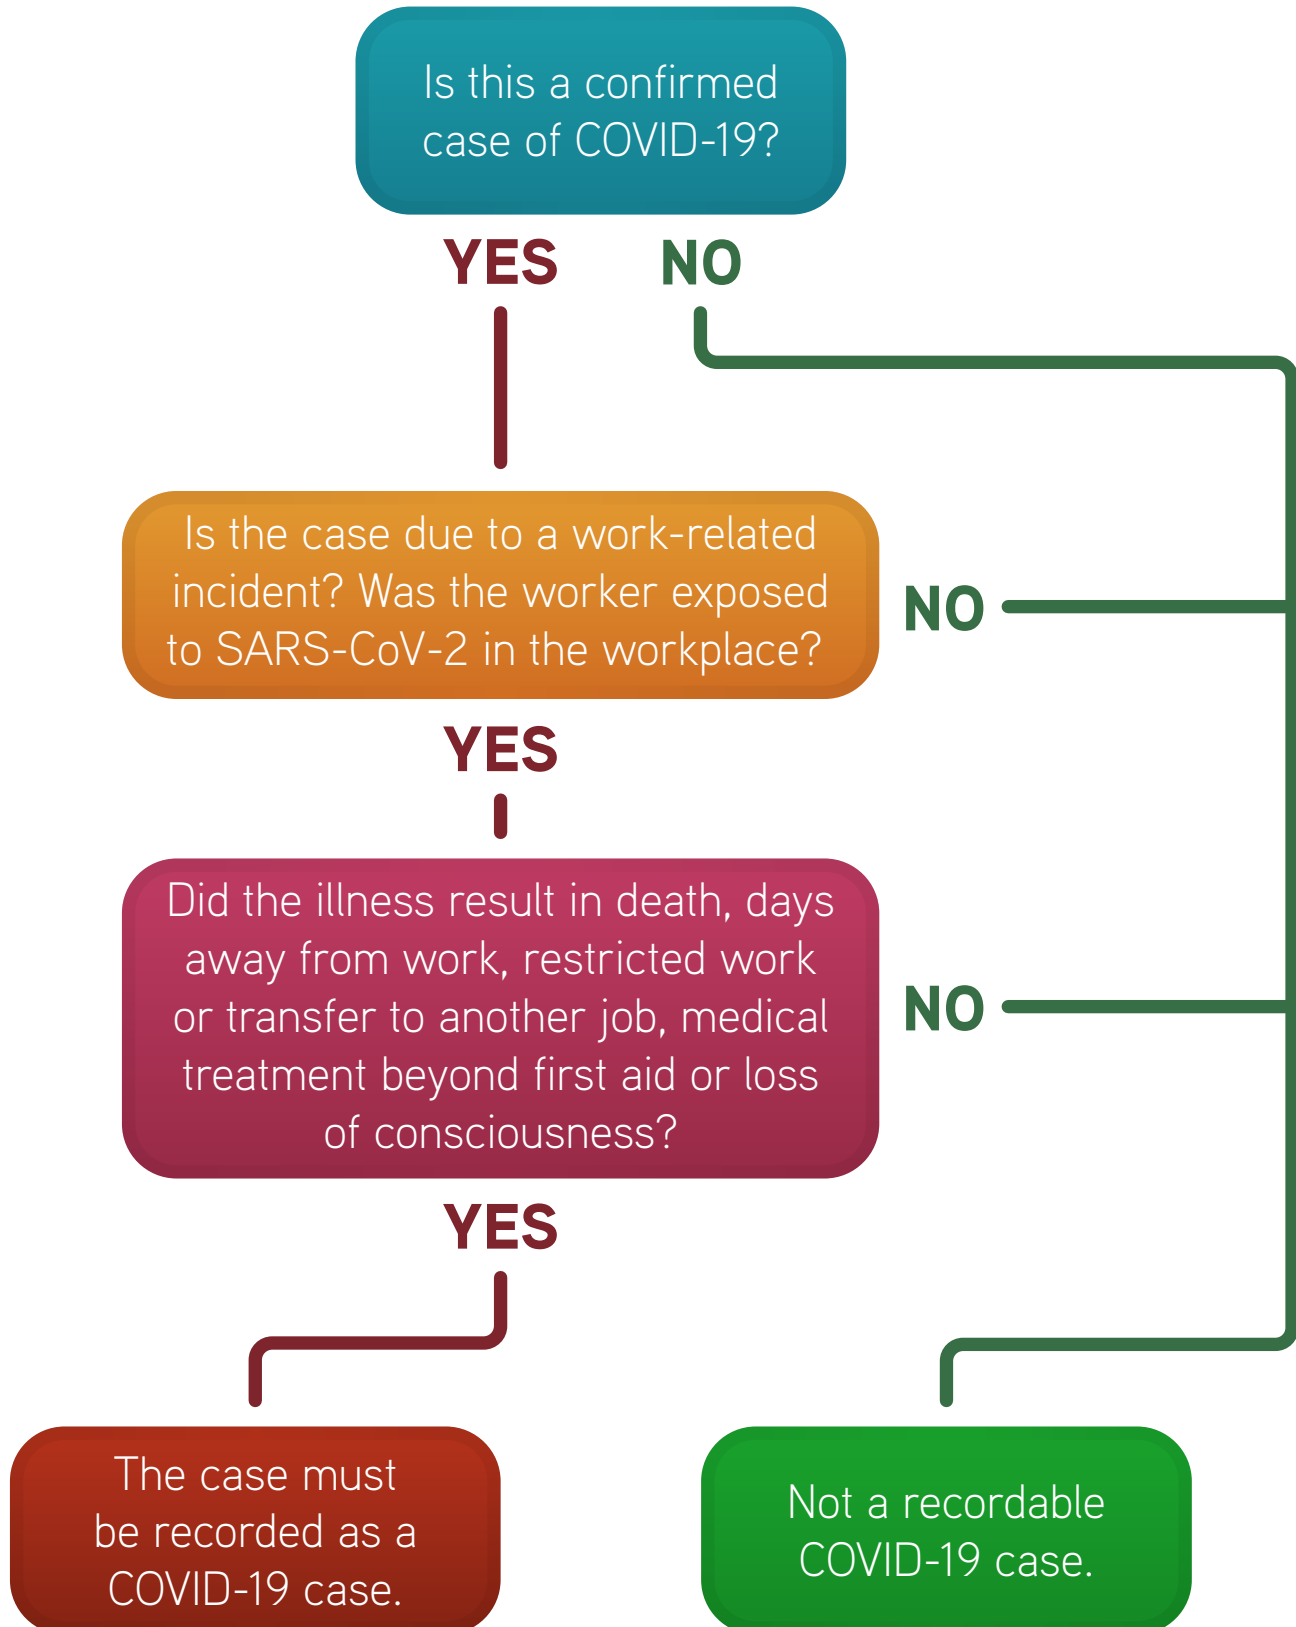 Is this a confirmed
case of COVID-19?
YES
NO
Is the case due to a work-related
incident? Was the worker exposed
to SARS-CoV-2 in the workplace?
NO
YES
Did the illness result in death, days
away from work, restricted work
or transfer to another job, medical
treatment beyond first aid or loss
of consciousness?
NO
YES
The case must
be recorded as a
COVID-19 case.
Not a recordable
COVID-19 case.